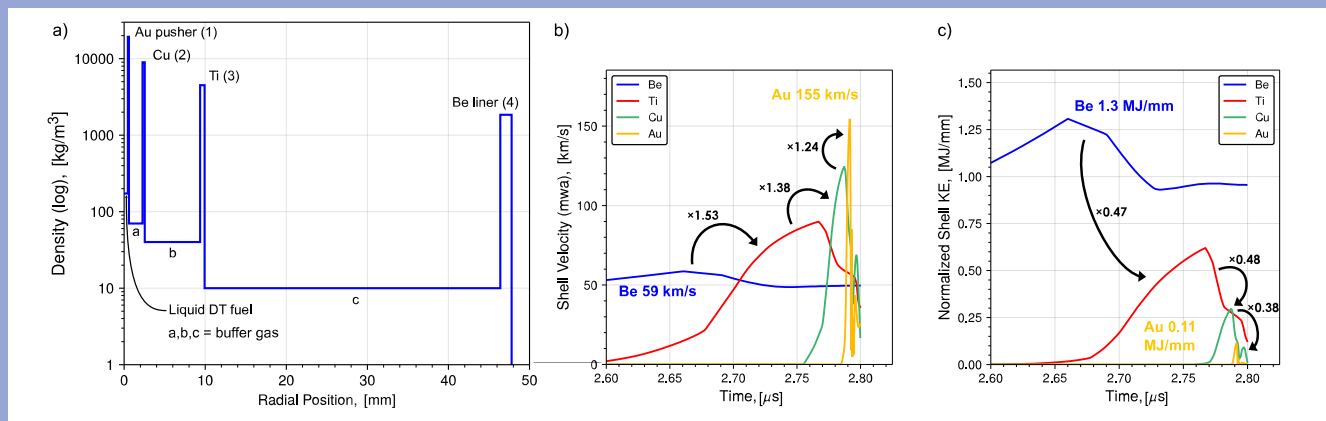 a)
Au pusher (1)
Cu (2)
Ti (3)
Be liner (4)
Density (log), [kg/m³]
10000
1000
100
10
1
a
b
c
Liquid DT fuel
a,b,c = buffer gas
0
10
20
30
40
50
Radial Position, [mm]
b)
Be
Ti
Cu
Au
Au 155 km/s
×1.24
×1.38
×1.53
Be 59 km/s
Shell Velocity (mwa), [km/s]
150
100
50
0
2.60
2.65
2.70
2.75
2.80
Time, [μs]
c)
Be
Ti
Cu
Au
Be 1.3 MJ/mm
×0.47
×0.48
×0.38
Au 0.11
MJ/mm
Normalized Shell KE, [MJ/mm]
1.50
1.25
1.00
0.75
0.50
0.25
0.00
2.60
2.65
2.70
2.75
2.80
Time, [μs]